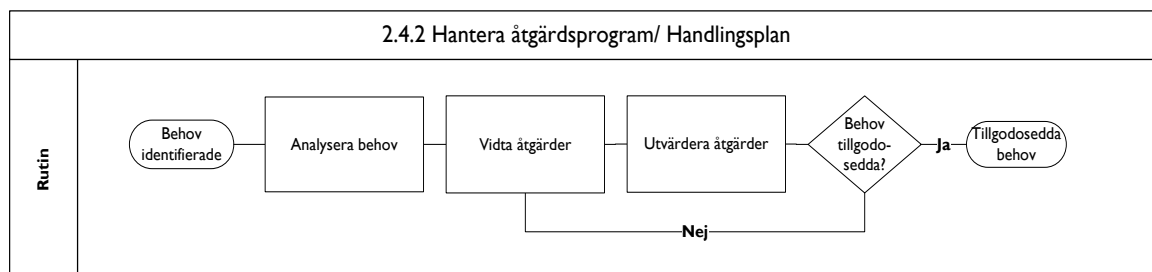 2.4.2 Hantera åtgärdsprogram/ Handlingsplan
Rutin
Behov
identifierade
Analysera behov
Vidta åtgärder
Utvärdera åtgärder
Behov
tillgodo-
sedda?
Ja
Tillgodosedda
behov
Nej